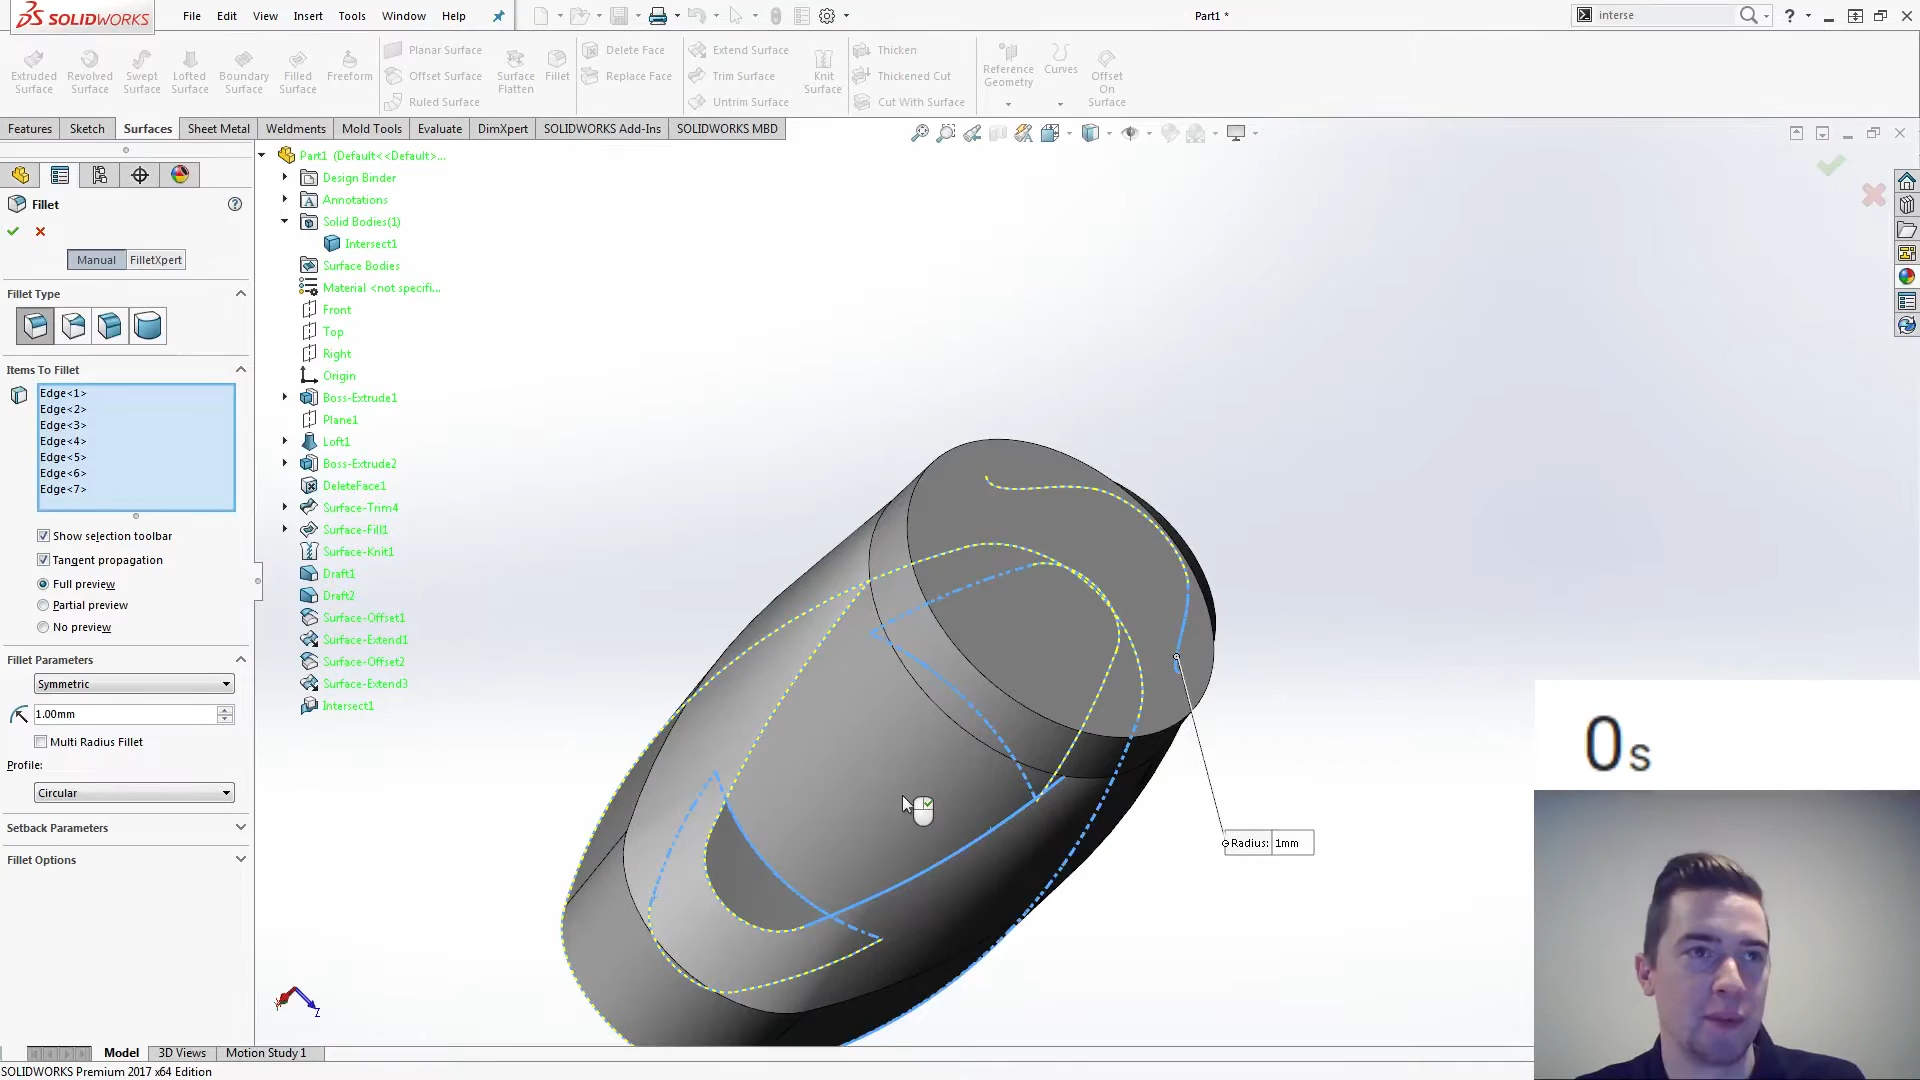 SOLIDWORKS
File Edit View Insert Tools Window Help
Part1 *
interse
Extruded Surface
Revolved Surface
Swept Surface
Lofted Surface
Boundary Surface
Filled Surface
Freeform
Planar Surface
Offset Surface
Ruled Surface
Surface Flatten
Fillet
Delete Face
Replace Face
Extend Surface
Trim Surface
Untrim Surface
Knit Surface
Thicken
Thickened Cut
Cut With Surface
Reference Geometry
Curves
Offset On Surface
Features Sketch Surfaces Sheet Metal Weldments Mold Tools Evaluate DimXpert SOLIDWORKS Add-Ins SOLIDWORKS MBD
Fillet
Manual FilletXpert
Fillet Type
Items To Fillet
Edge<1>
Edge<2>
Edge<3>
Edge<4>
Edge<5>
Edge<6>
Edge<7>
Show selection toolbar
Tangent propagation
Full preview
Partial preview
No preview
Fillet Parameters
Symmetric
1.00mm
Multi Radius Fillet
Profile:
Circular
Setback Parameters
Fillet Options
Part1 (Default<<Default>...
Design Binder
Annotations
Solid Bodies(1)
Intersect1
Surface Bodies
Material <not specifi...
Front
Top
Right
Origin
Boss-Extrude1
Plane1
Loft1
Boss-Extrude2
DeleteFace1
Surface-Trim4
Surface-Fill1
Surface-Knit1
Draft1
Draft2
Surface-Offset1
Surface-Extend1
Surface-Offset2
Surface-Extend3
Intersect1
Radius: 1mm
0s
Z
Model 3D Views Motion Study 1
SOLIDWORKS Premium 2017 x64 Edition